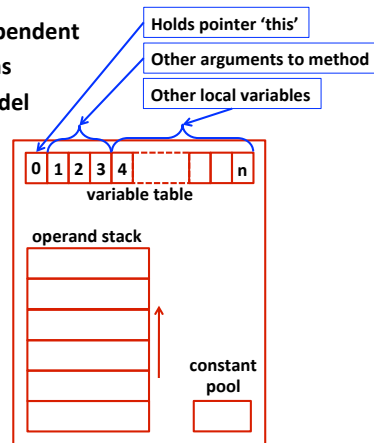 pendent
Holds pointer ‘this’
Other arguments to method
del
Other local variables
0 1 2 3 4 n
variable table
operand stack
constant
pool